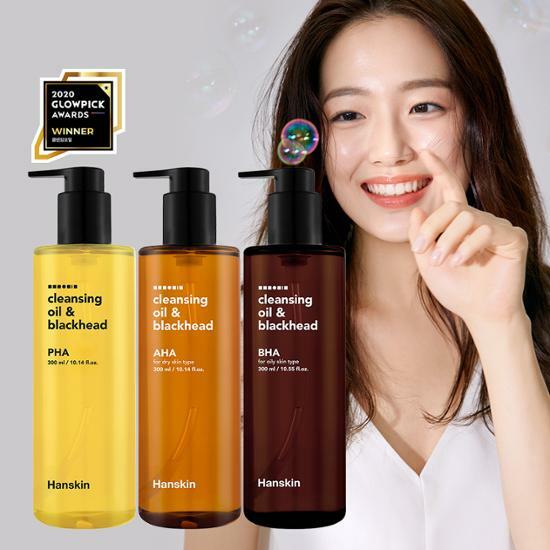 2020
GLOWPICK
AWARDS
WINNER
cleansing
oil &
blackhead
PHA
300 ml / 10.14 fl.oz.
Hanskin
cleansing
oil &
blackhead
AHA
for dry skin type
300 ml / 10.14 fl.oz.
Hanskin
cleansing
oil &
blackhead
BHA
for oily skin type
300 ml / 10.55 fl.oz.
Hanskin